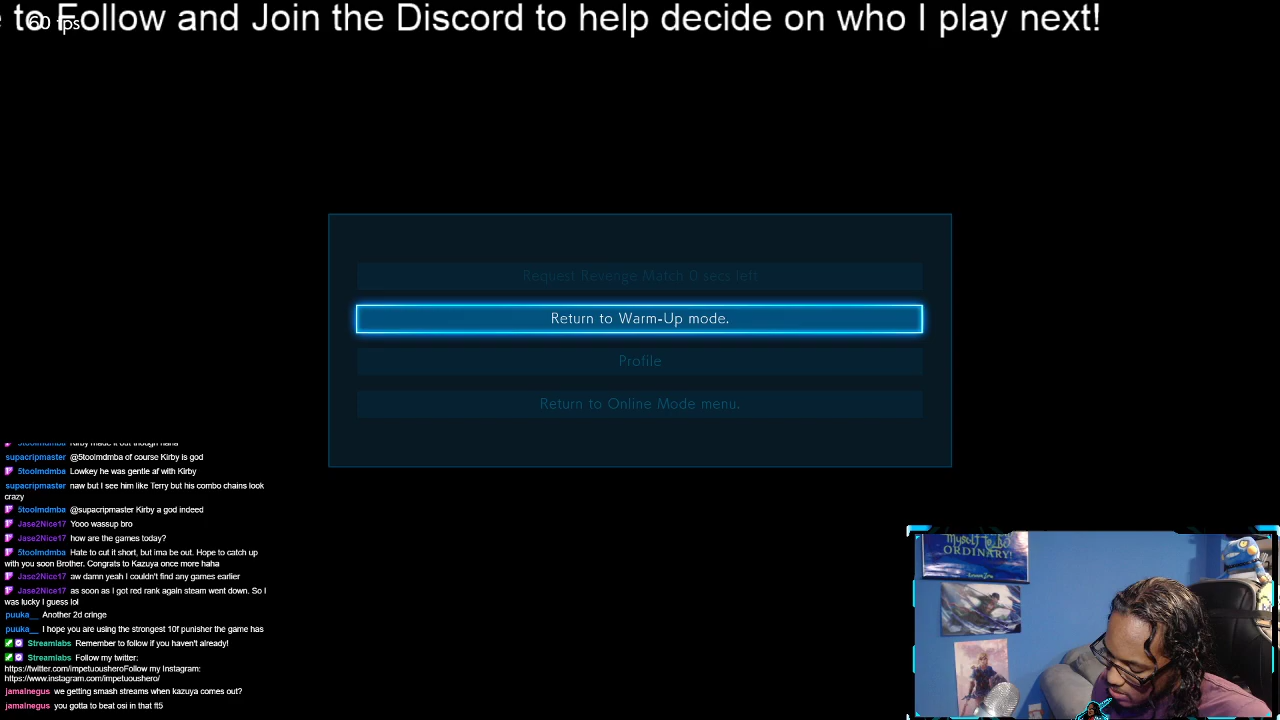 to Follow and Join the Discord to help decide on who I play next!
60 fps
Request Revenge Match 0 secs left
Return to Warm-Up mode.
Profile
Return to Online Mode menu.
5toolmdmba Kirby made it out though haha
supacripmaster @5toolmdmba of course Kirby is god
5toolmdmba Lowkey he was gentle af with Kirby
supacripmaster naw but I see him like Terry but his combo chains look
crazy
5toolmdmba @supacripmaster Kirby a god indeed
Jase2Nice17 Yooo wassup bro
Jase2Nice17 how are the games today?
5toolmdmba Hate to cut it short, but ima be out. Hope to catch up
with you soon Brother. Congrats to Kazuya once more haha
Jase2Nice17 aw damn yeah I couldn't find any games earlier
Jase2Nice17 as soon as I got red rank again steam went down. So I
was lucky I guess lol
puuka__ Another 2d cringe
puuka__ I hope you are using the strongest 10f punisher the game has
Streamlabs Remember to follow if you haven't already!
Streamlabs Follow my twitter:
https://twitter.com/impetuousheroFollow my Instagram:
https://www.instagram.com/impetuoushero/
jamalnegus we getting smash streams when kazuya comes out?
jamalnegus you gotta to beat osi in that ft5
Myself to
ORDINARY!